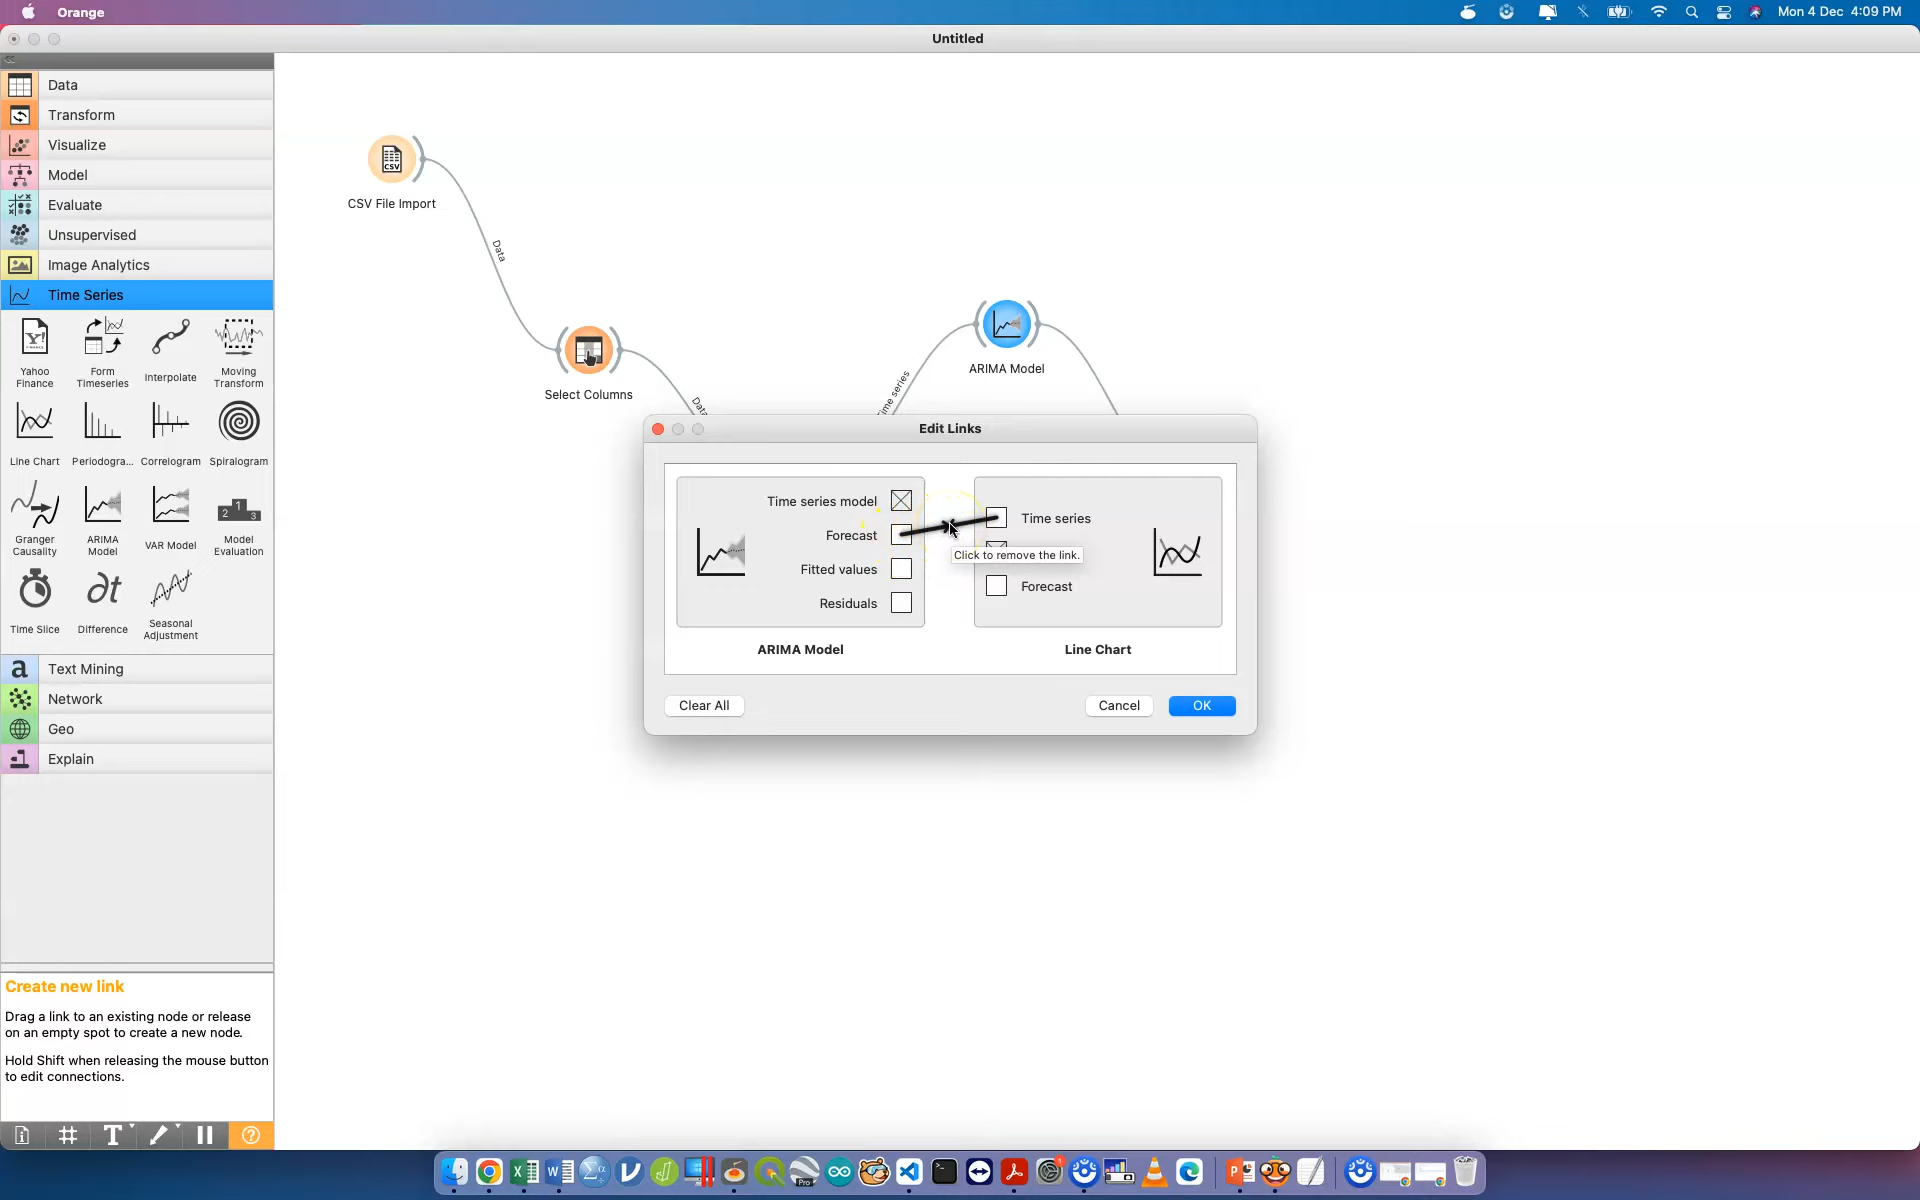 Orange
Mon 4 Dec 4:09 PM
Untitled
Data
Transform
Visualize
Model
Evaluate
Unsupervised
Image Analytics
Time Series
Yahoo Finance
Form Timeseries
Interpolate
Moving Transform
Line Chart
Periodogra...
Correlogram
Spiralogram
Granger Causality
ARIMA Model
VAR Model
Model Evaluation
Time Slice
Difference
Seasonal Adjustment
Text Mining
Network
Geo
Explain
Create new link
Drag a link to an existing node or release
on an empty spot to create a new node.
Hold Shift when releasing the mouse button
to edit connections.
CSV
CSV File Import
Data
Select Columns
Data
Time series
ARIMA Model
Edit Links
Time series model
Forecast
Fitted values
Residuals
ARIMA Model
Time series
Click to remove the link.
Forecast
Line Chart
Clear All
Cancel
OK